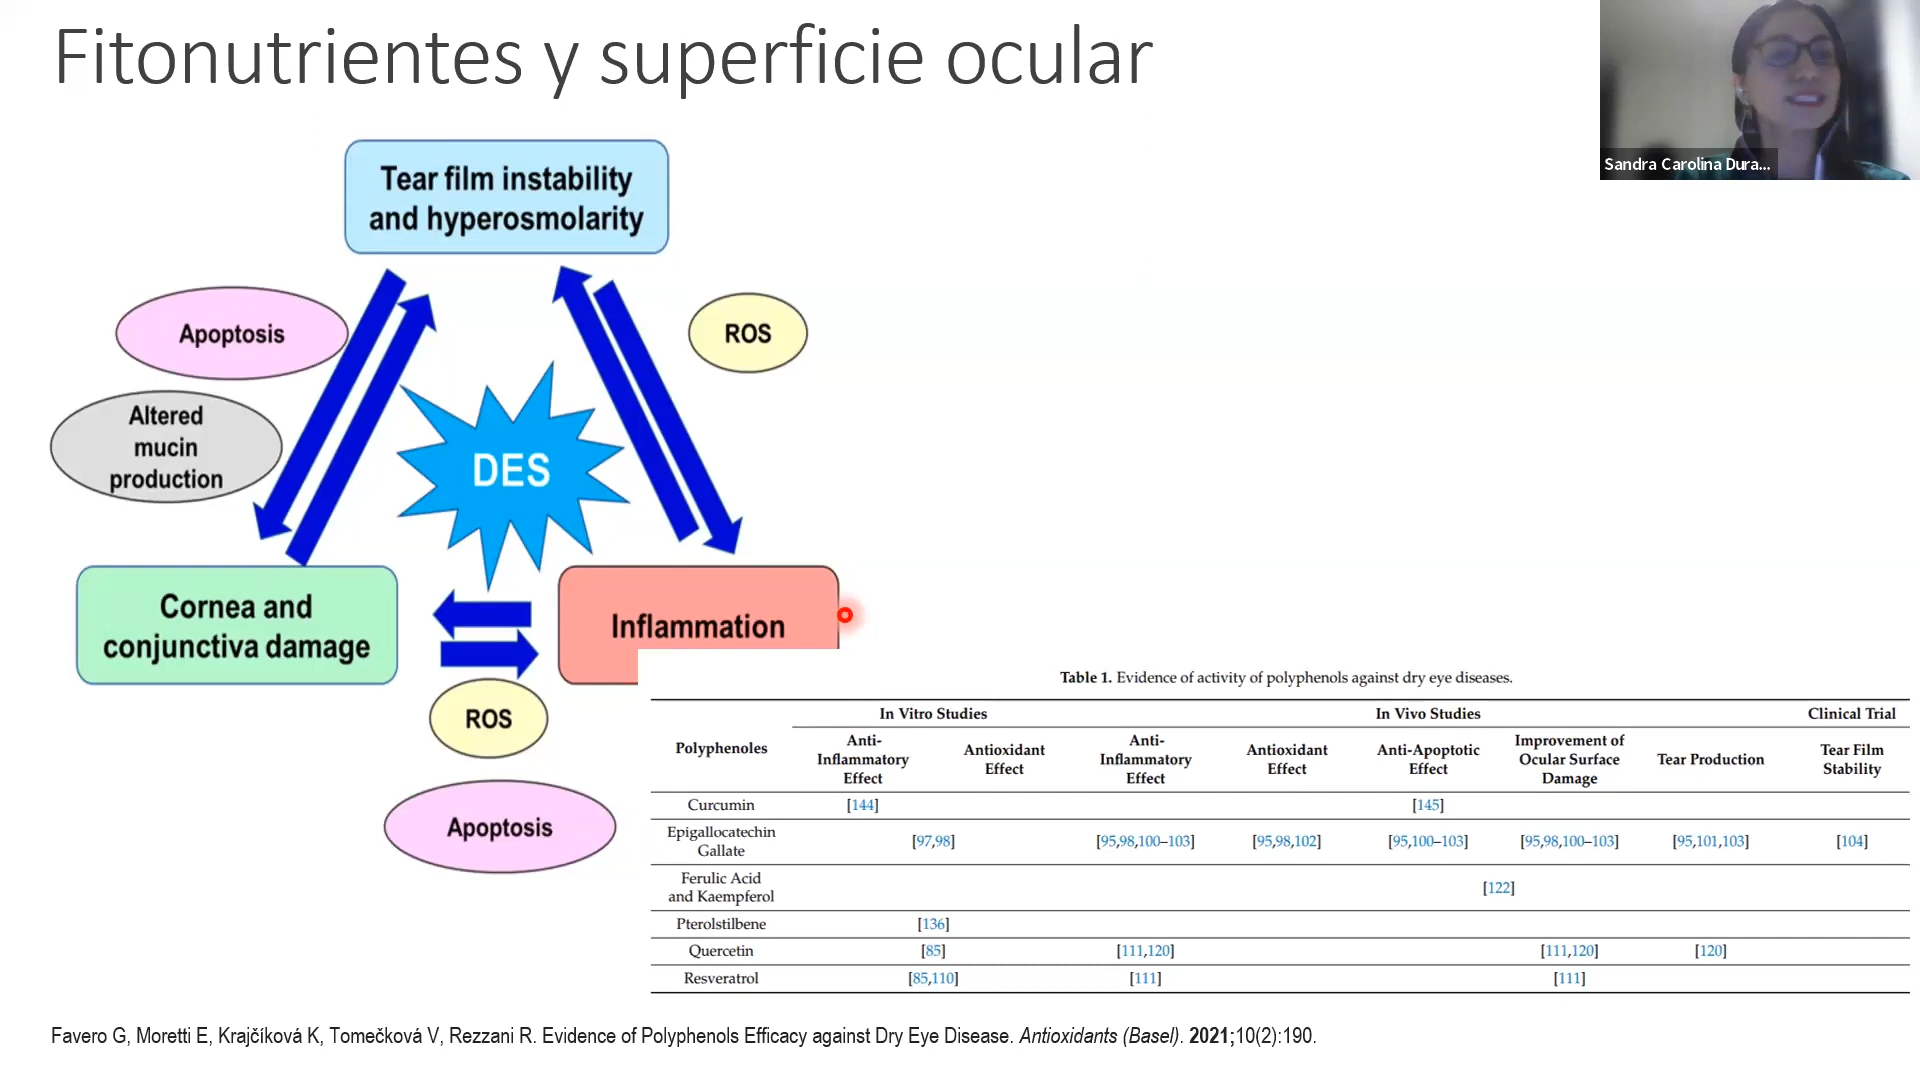 Fitonutrientes y superficie ocular
Sandra Carolina Dura...
Tear film instability
and hyperosmolarity
Apoptosis
ROS
Altered
mucin
production
DES
Cornea and
conjunctiva damage
Inflammation
ROS
Apoptosis
Table 1. Evidence of activity of polyphenols against dry eye diseases.
In Vitro Studies In Vivo Studies Clinical Trial
Polyphenoles Anti-Inflammatory Effect Antioxidant Effect Anti-Inflammatory Effect Antioxidant Effect Anti-Apoptotic Effect Improvement of Ocular Surface Damage Tear Production Tear Film Stability
Curcumin [144] [145]
Epigallocatechin Gallate [97,98] [95,98,100–103] [95,98,102] [95,100–103] [95,98,100–103] [95,101,103] [104]
Ferulic Acid and Kaempferol [122]
Pterolstilbene [136]
Quercetin [85] [111,120] [111,120] [120]
Resveratrol [85,110] [111] [111]
Favero G, Moretti E, Krajčíková K, Tomečková V, Rezzani R. Evidence of Polyphenols Efficacy against Dry Eye Disease. Antioxidants (Basel). 2021;10(2):190.